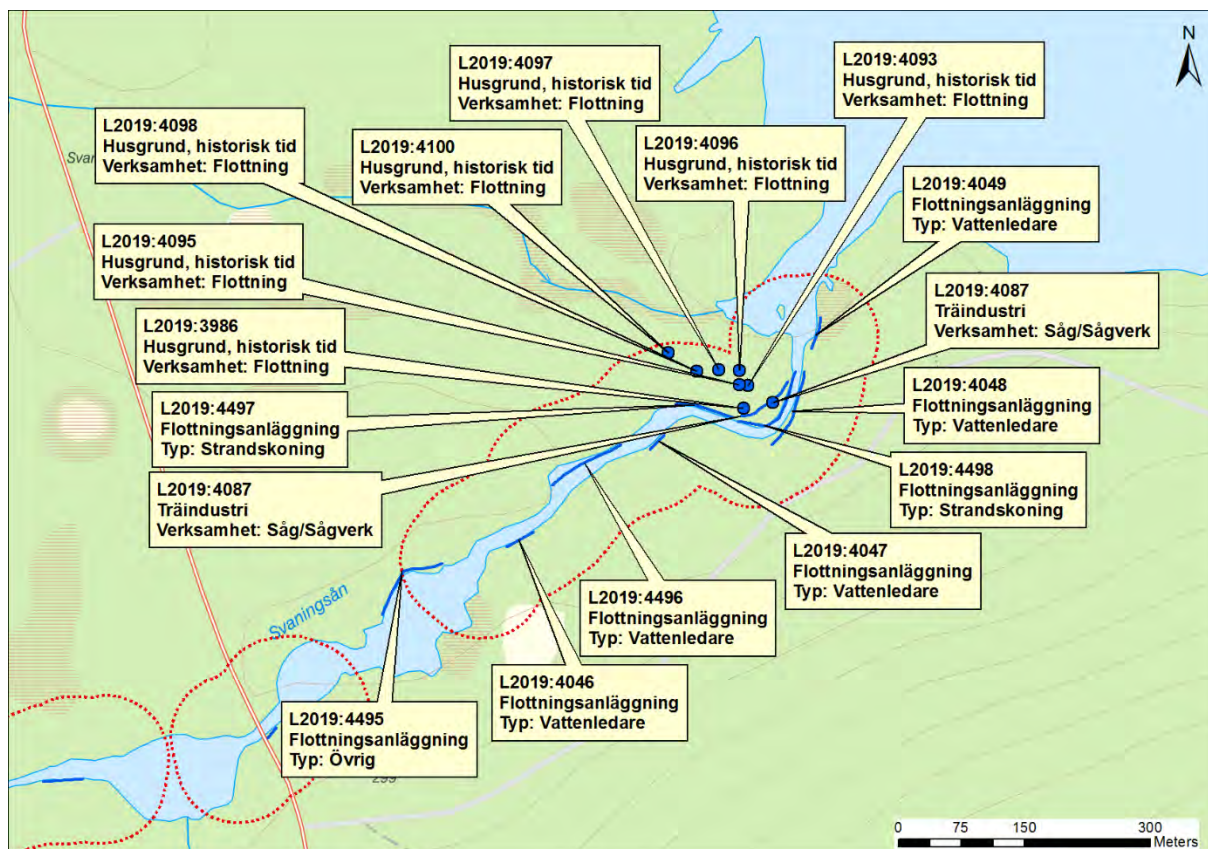 N
L2019:4097
Husgrund, historisk tid
Verksamhet: Flottning
L2019:4093
Husgrund, historisk tid
Verksamhet: Flottning
L2019:4098
Husgrund, historisk tid
Verksamhet: Flottning
L2019:4100
Husgrund, historisk tid
Verksamhet: Flottning
L2019:4096
Husgrund, historisk tid
Verksamhet: Flottning
L2019:4049
Flottningsanläggning
Typ: Vattenledare
L2019:4095
Husgrund, historisk tid
Verksamhet: Flottning
L2019:4087
Träindustri
Verksamhet: Såg/Sågverk
L2019:3986
Husgrund, historisk tid
Verksamhet: Flottning
L2019:4048
Flottningsanläggning
Typ: Vattenledare
L2019:4497
Flottningsanläggning
Typ: Strandskoning
L2019:4498
Flottningsanläggning
Typ: Strandskoning
L2019:4087
Träindustri
Verksamhet: Såg/Sågverk
L2019:4047
Flottningsanläggning
Typ: Vattenledare
Svaningsån
L2019:4496
Flottningsanläggning
Typ: Vattenledare
L2019:4046
Flottningsanläggning
Typ: Vattenledare
L2019:4495
Flottningsanläggning
Typ: Övrig
0 75 150 300
Meters